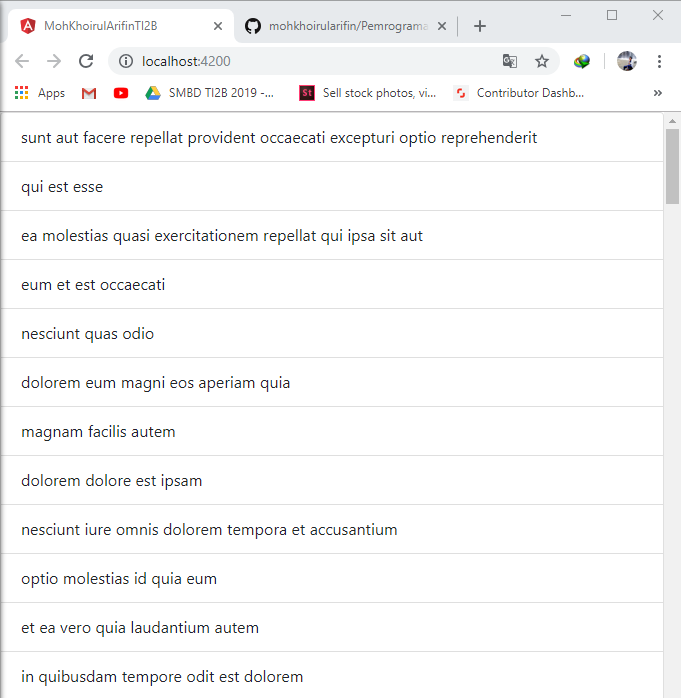 MohKhoirulArifinTI2B
mohkhoirularifin/Pemrograma
localhost:4200
Apps
SMBD TI2B 2019 -...
St
Sell stock photos, vi...
Contributor Dashb...
sunt aut facere repellat provident occaecati excepturi optio reprehenderit
qui est esse
ea molestias quasi exercitationem repellat qui ipsa sit aut
eum et est occaecati
nesciunt quas odio
dolorem eum magni eos aperiam quia
magnam facilis autem
dolorem dolore est ipsam
nesciunt iure omnis dolorem tempora et accusantium
optio molestias id quia eum
et ea vero quia laudantium autem
in quibusdam tempore odit est dolorem